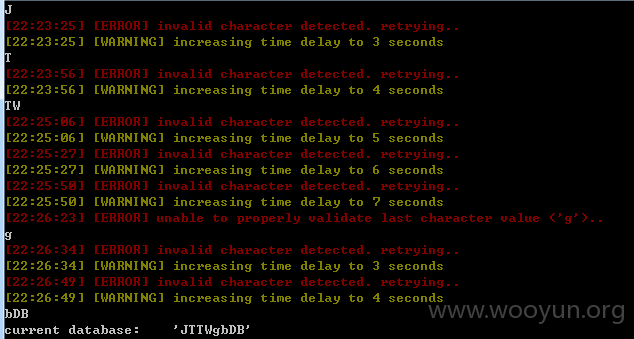 J
[22:23:25] [ERROR] invalid character detected. retrying..
[22:23:25] [WARNING] increasing time delay to 3 seconds
T
[22:23:56] [ERROR] invalid character detected. retrying..
[22:23:56] [WARNING] increasing time delay to 4 seconds
TW
[22:25:06] [ERROR] invalid character detected. retrying..
[22:25:06] [WARNING] increasing time delay to 5 seconds
[22:25:27] [ERROR] invalid character detected. retrying..
[22:25:27] [WARNING] increasing time delay to 6 seconds
[22:25:50] [ERROR] invalid character detected. retrying..
[22:25:50] [WARNING] increasing time delay to 7 seconds
[22:26:23] [ERROR] unable to properly validate last character value ('g')..
g
[22:26:34] [ERROR] invalid character detected. retrying..
[22:26:34] [WARNING] increasing time delay to 3 seconds
[22:26:49] [ERROR] invalid character detected. retrying..
[22:26:49] [WARNING] increasing time delay to 4 seconds
bDB
current database:    'JTTWgbDB'
www.wooyun.org